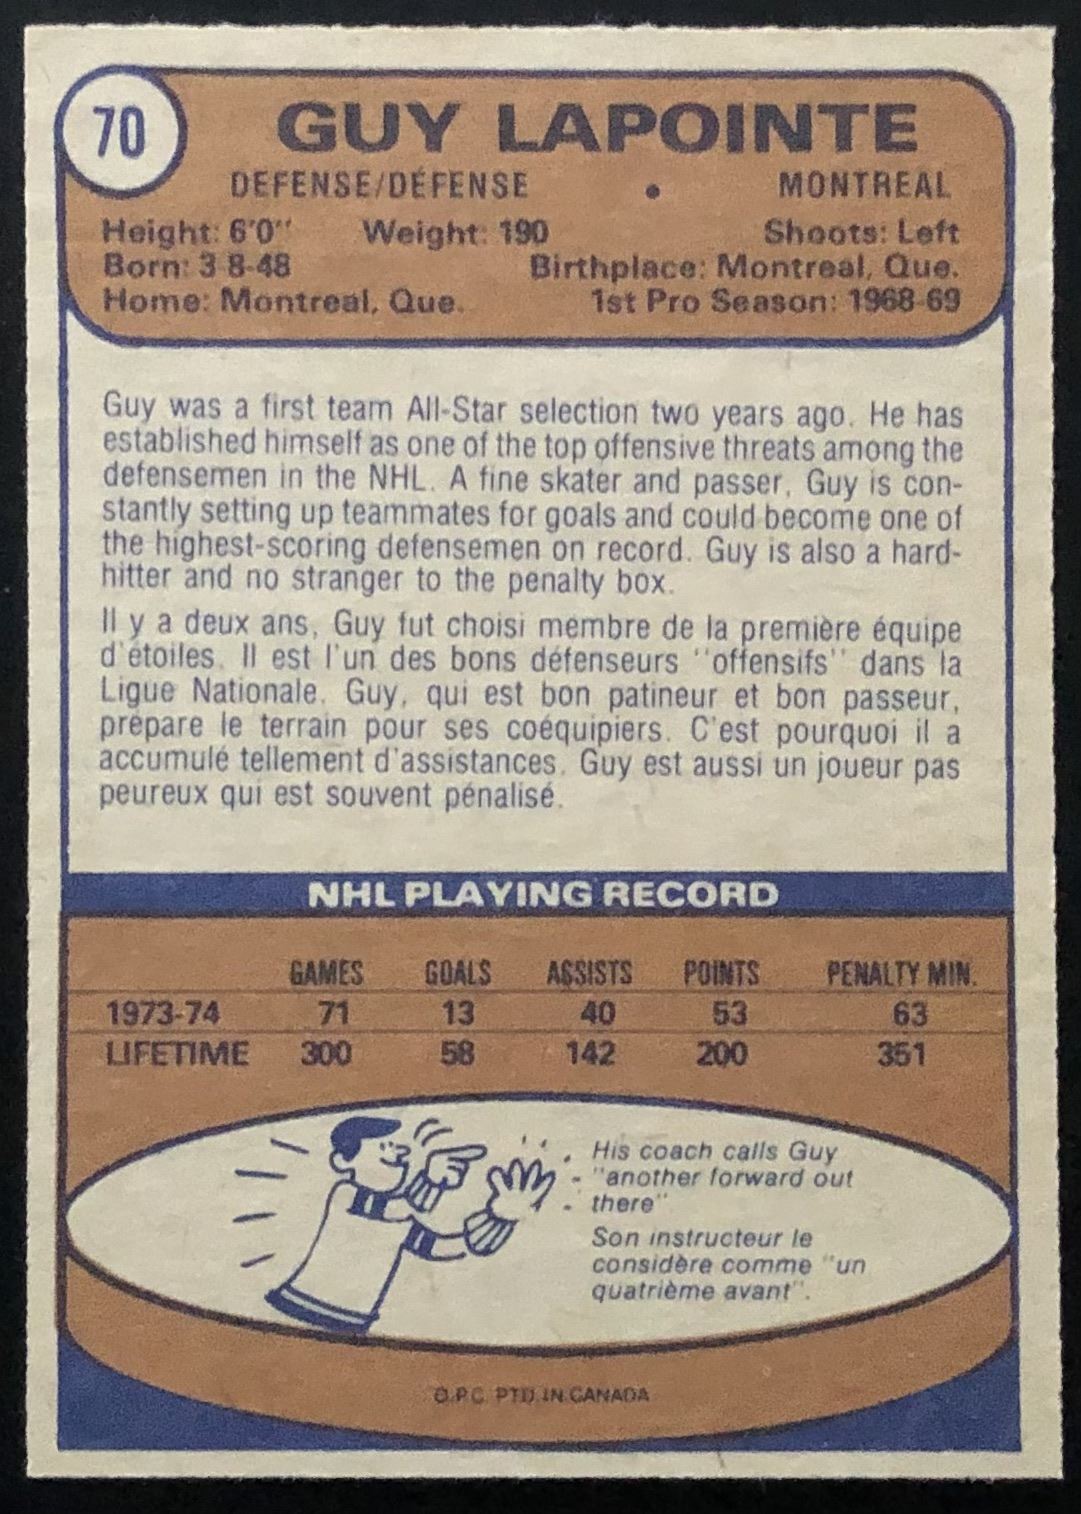 70
GUY LAPOINTE
DEFENSE/DÉFENSE • MONTREAL
Height: 6'0" Weight: 190 Shoots: Left
Born: 3-8-48 Birthplace: Montreal, Que.
Home: Montreal, Que. 1st Pro Season: 1968-69
Guy was a first team All-Star selection two years ago. He has
established himself as one of the top offensive threats among the
defensemen in the NHL. A fine skater and passer, Guy is con-
stantly setting up teammates for goals and could become one of
the highest-scoring defensemen on record. Guy is also a hard-
hitter and no stranger to the penalty box.
Il y a deux ans, Guy fut choisi membre de la première équipe
d'étoiles. Il est l'un des bons défenseurs "offensifs" dans la
Ligue Nationale. Guy, qui est bon patineur et bon passeur,
prépare le terrain pour ses coéquipiers. C'est pourquoi il a
accumulé tellement d'assistances. Guy est aussi un joueur pas
peureux qui est souvent pénalisé.
NHL PLAYING RECORD
GAMES GOALS ASSISTS POINTS PENALTY MIN.
1973-74 71 13 40 53 63
LIFETIME 300 58 142 200 351
His coach calls Guy
"another forward out
there"
Son instructeur le
considère comme "un
quatrième avant".
O.P.C. PTD. IN CANADA